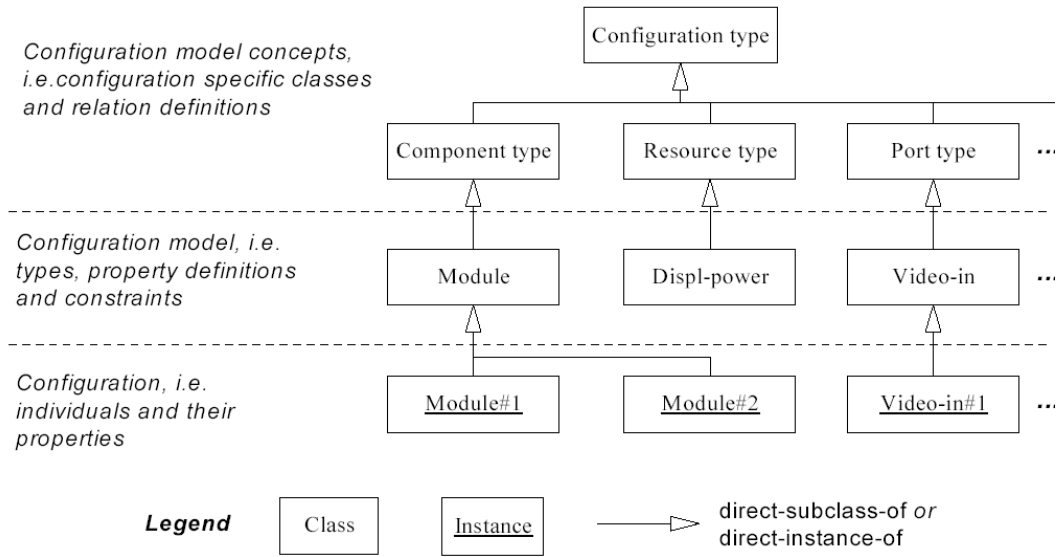 Configuration model concepts,
i.e.configuration specific classes
and relation definitions
Configuration type
Component type
Resource type
Port type
...
Configuration model, i.e.
types, property definitions
and constraints
Module
Displ-power
Video-in
...
Configuration, i.e.
individuals and their
properties
Module#1
Module#2
Video-in#1
...
Legend
Class
Instance
direct-subclass-of or
direct-instance-of